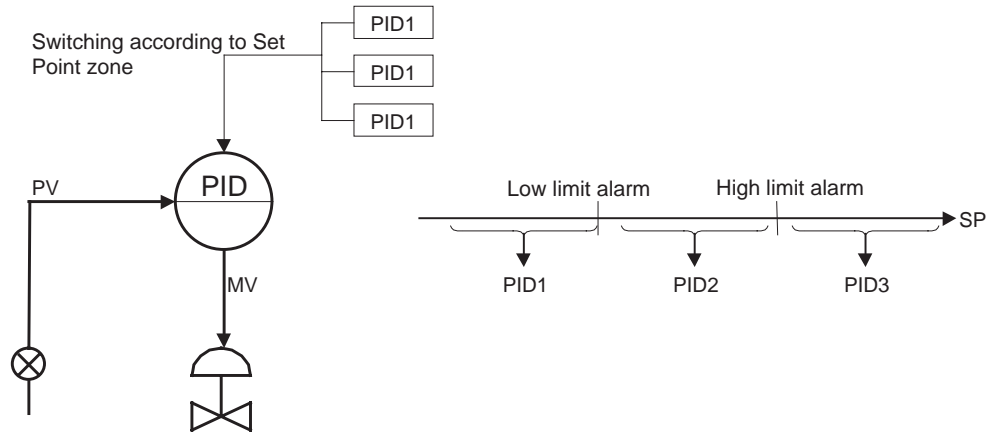 Switching according to Set
Point zone
PID1
PID1
PID1
PV
PID
MV
Low limit alarm
High limit alarm
SP
PID1
PID2
PID3